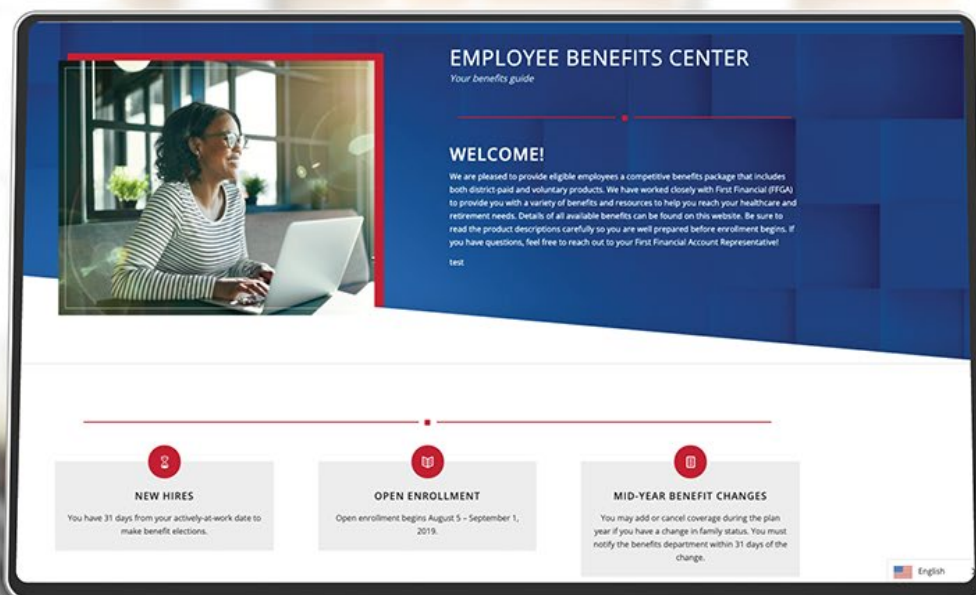 EMPLOYEE BENEFITS CENTER
Your benefits guide
WELCOME!
We are pleased to provide eligible employees a competitive benefits package that includes
both district-paid and voluntary products. We have worked closely with First Financial (FFGA)
to provide you with a variety of benefits and resources to help you reach your healthcare and
retirement needs. Details of all available benefits can be found on this website. Be sure to
read the product descriptions carefully so you are well prepared before enrollment begins. If
you have questions, feel free to reach out to your First Financial Account Representative!
test
NEW HIRES
You have 31 days from your actively-at-work date to
make benefit elections.
OPEN ENROLLMENT
Open enrollment begins August 5 – September 1,
2019.
MID-YEAR BENEFIT CHANGES
You may add or cancel coverage during the plan
year if you have a change in family status. You must
notify the benefits department within 31 days of the
change.
English